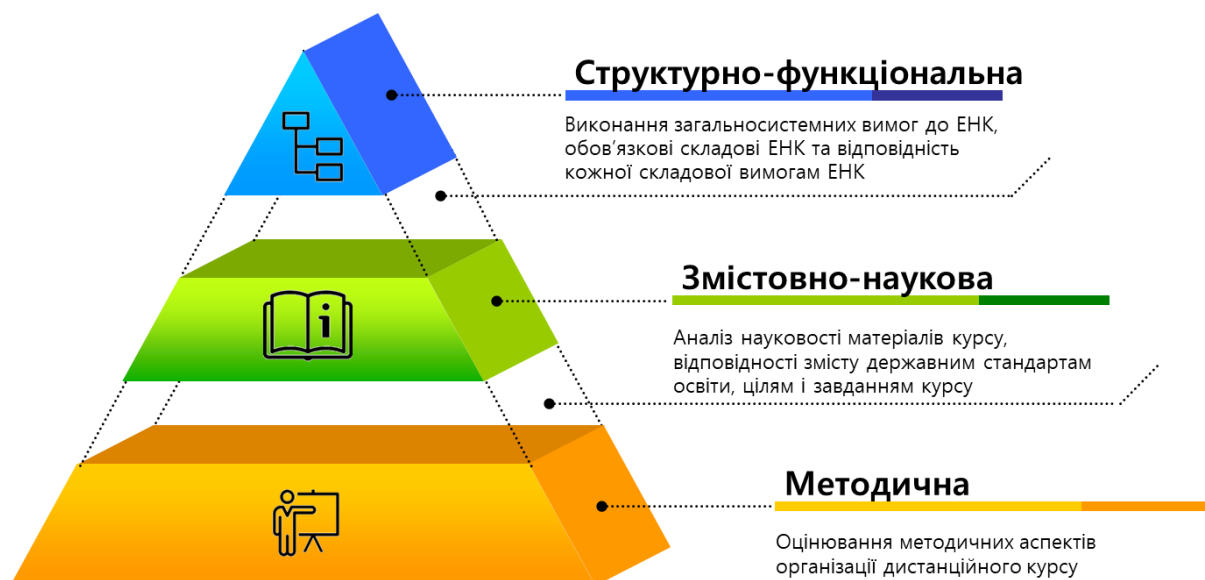 Структурно-функціональна
Виконання загальносистемних вимог до ЕНК,
обов’язкові складові ЕНК та відповідність
кожної складової вимогам ЕНК
Змістовно-наукова
Аналіз науковості матеріалів курсу,
відповідності змісту державним стандартам
освіти, цілям і завданням курсу
Методична
Оцінювання методичних аспектів
організації дистанційного курсу